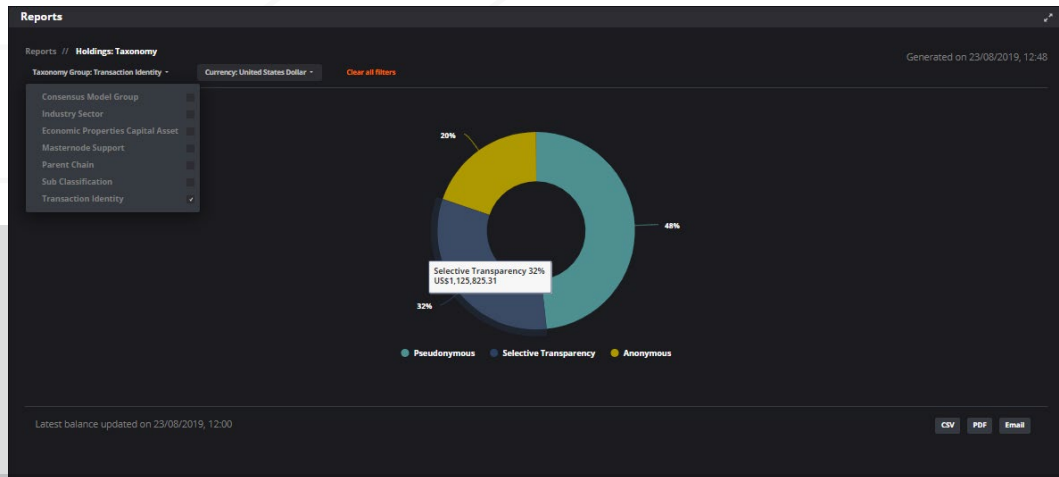 Reports
Reports // Holdings: Taxonomy
Generated on 23/08/2019, 12:48
Taxonomy Group: Transaction Identity
Currency: United States Dollar
Clear all filters
Consensus Model Group
Industry Sector
Economic Properties Capital Asset
Masternode Support
Parent Chain
Sub Classification
Transaction Identity
20%
48%
Selective Transparency 32%
US$1,125,825.31
32%
Pseudonymous
Selective Transparency
Anonymous
Latest balance updated on 23/08/2019, 12:00
CSV
PDF
Email